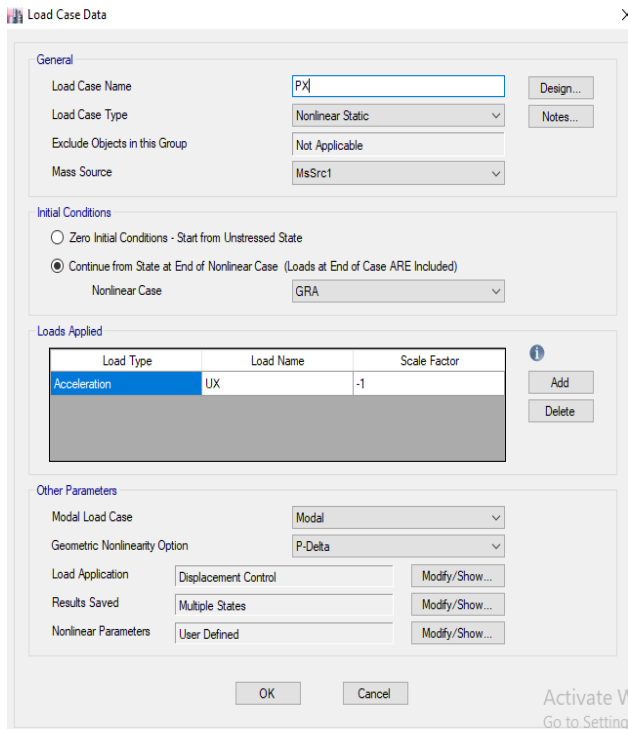 Load Case Data
General
Load Case Name PX Design...
Load Case Type Nonlinear Static Notes...
Exclude Objects in this Group Not Applicable
Mass Source MsSrc1
Initial Conditions
Zero Initial Conditions - Start from Unstressed State
Continue from State at End of Nonlinear Case (Loads at End of Case ARE Included)
Nonlinear Case GRA
Loads Applied
Load Type Load Name Scale Factor
Acceleration UX -1 Add
Delete
Other Parameters
Modal Load Case Modal
Geometric Nonlinearity Option P-Delta
Load Application Displacement Control Modify/Show...
Results Saved Multiple States Modify/Show...
Nonlinear Parameters User Defined Modify/Show...
OK Cancel
Activate W
Go to Setting